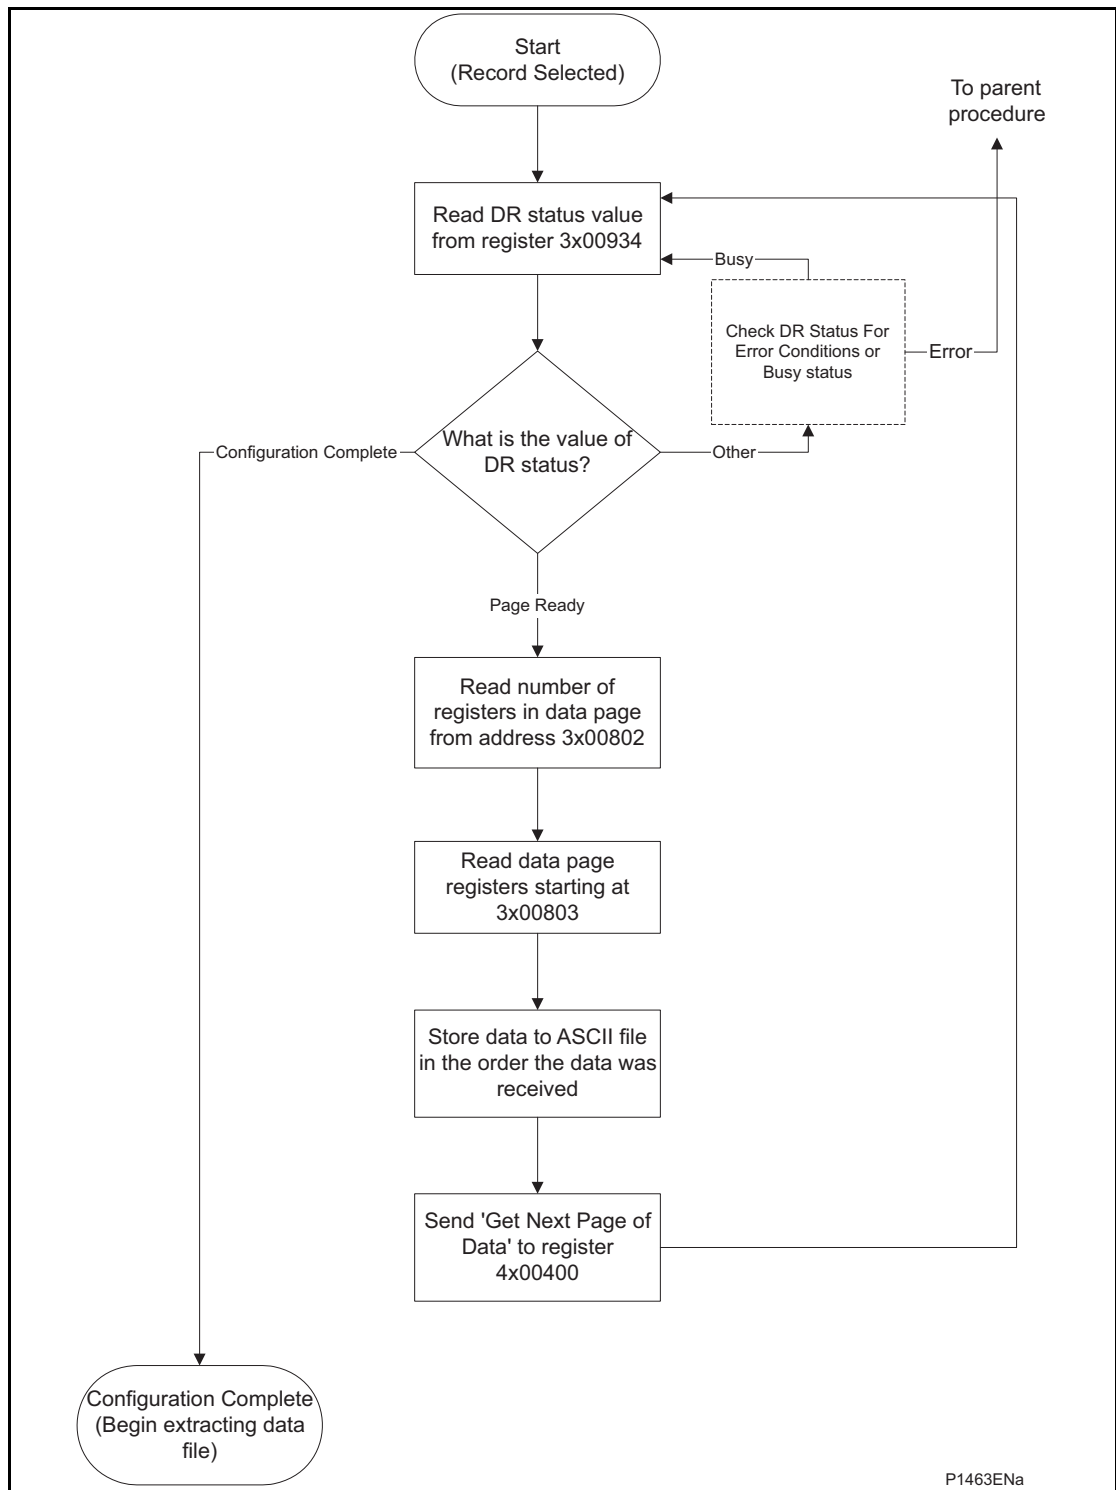 Start
(Record Selected)
To parent
procedure
Read DR status value
from register 3x00934
Busy
Check DR Status For
Error Conditions or
Busy status
Error
What is the value of
DR status?
Configuration Complete
Other
Page Ready
Read number of
registers in data page
from address 3x00802
Read data page
registers starting at
3x00803
Store data to ASCII file
in the order the data was
received
Send 'Get Next Page of
Data' to register
4x00400
Configuration Complete
(Begin extracting data
file)
P1463ENa